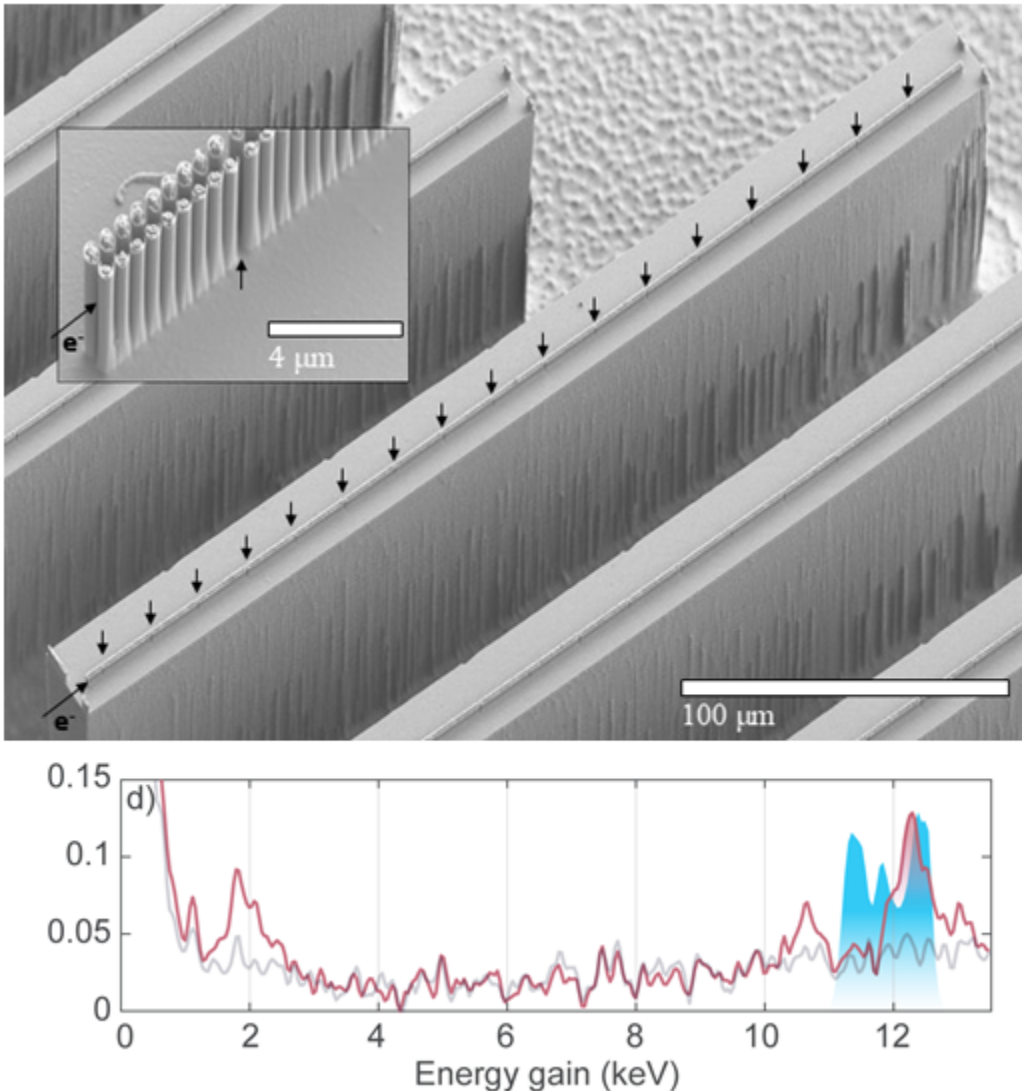 e-
4 μm
e-
100 μm
0.15
d)
0.1
0.05
0
0 2 4 6 8 10 12
Energy gain (keV)